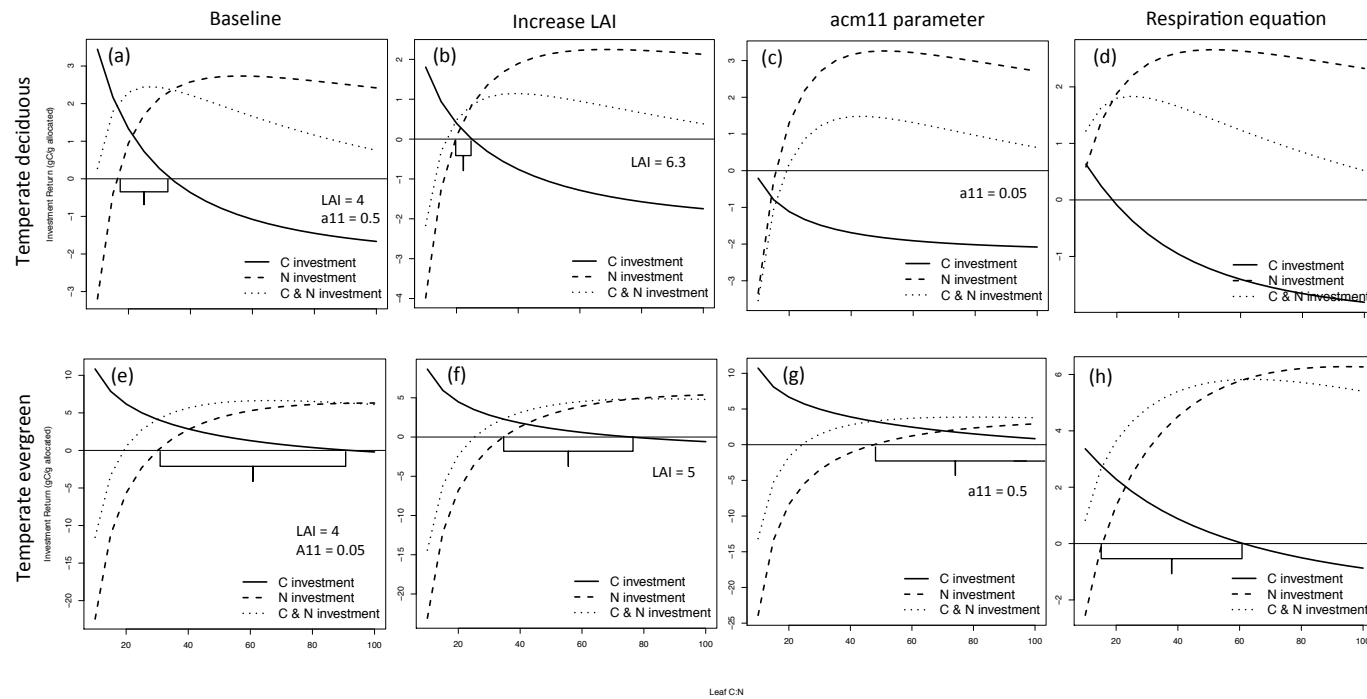 Baseline
Increase LAI
acm11 parameter
Respiration equation
Temperate deciduous
Investment Return (gC/g allocated)
(a)
3
2
1
0
−1
−2
−3
LAI = 4
a11 = 0.5
C investment
N investment
C & N investment
(b)
2
1
0
−1
−2
−3
−4
LAI = 6.3
C investment
N investment
C & N investment
(c)
3
2
1
0
−1
−2
−3
a11 = 0.05
C investment
N investment
C & N investment
(d)
2
1
0
−1
C investment
N investment
C & N investment
Temperate evergreen
Investment Return (gC/g allocated)
(e)
10
5
0
−5
−10
−15
−20
LAI = 4
A11 = 0.05
C investment
N investment
C & N investment
20 40 60 80 100
(f)
10
5
0
−5
−10
−15
−20
LAI = 5
C investment
N investment
C & N investment
20 40 60 80 100
(g)
10
5
0
−5
−10
−15
−20
−25
a11 = 0.5
C investment
N investment
C & N investment
20 40 60 80 100
(h)
6
4
2
0
−2
C investment
N investment
C & N investment
20 40 60 80 100
Leaf C:N